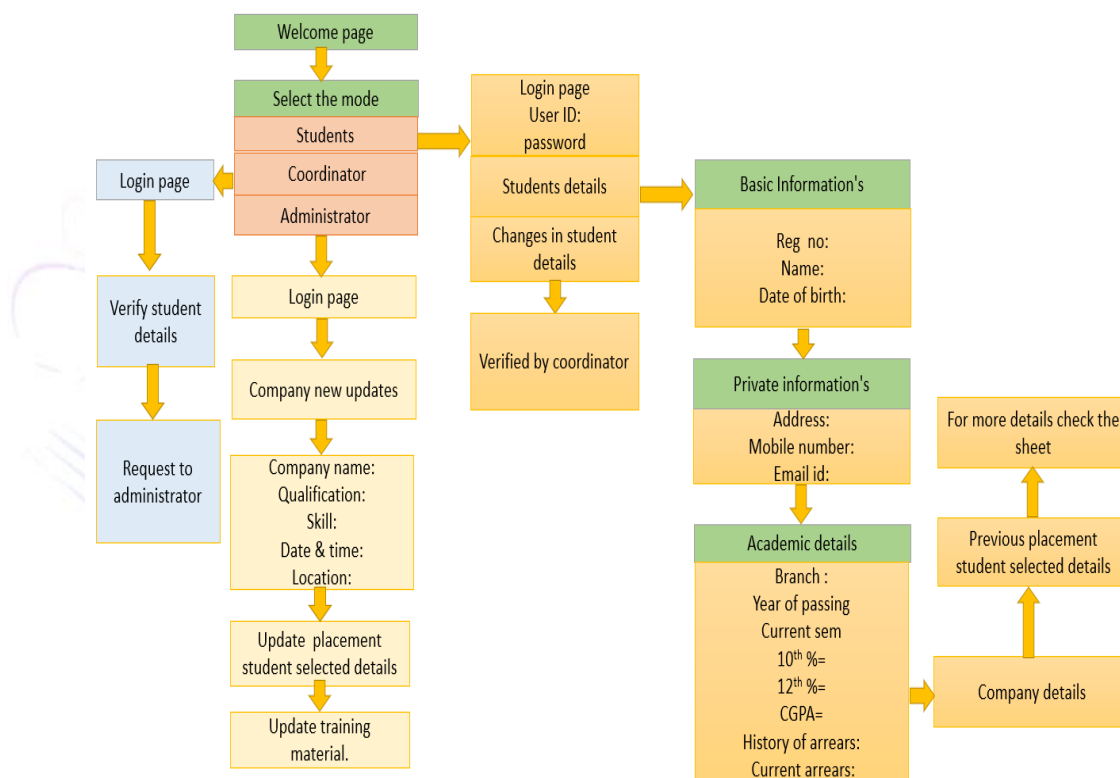 Welcome page
Select the mode
Students
Coordinator
Administrator
Login page
Verify student
details
Request to
administrator
Login page
Company new updates
Company name:
Qualification:
Skill:
Date & time:
Location:
Update  placement
student selected details
Update training
material.
Login page
User ID:
password
Students details
Changes in student
details
Verified by coordinator
Basic Information's
Reg  no:
Name:
Date of birth:
Private information's
Address:
Mobile number:
Email id:
Academic details
Branch :
Year of passing
Current sem
10th %=
12th %=
CGPA=
History of arrears:
Current arrears:
Company details
Previous placement
student selected details
For more details check the
sheet